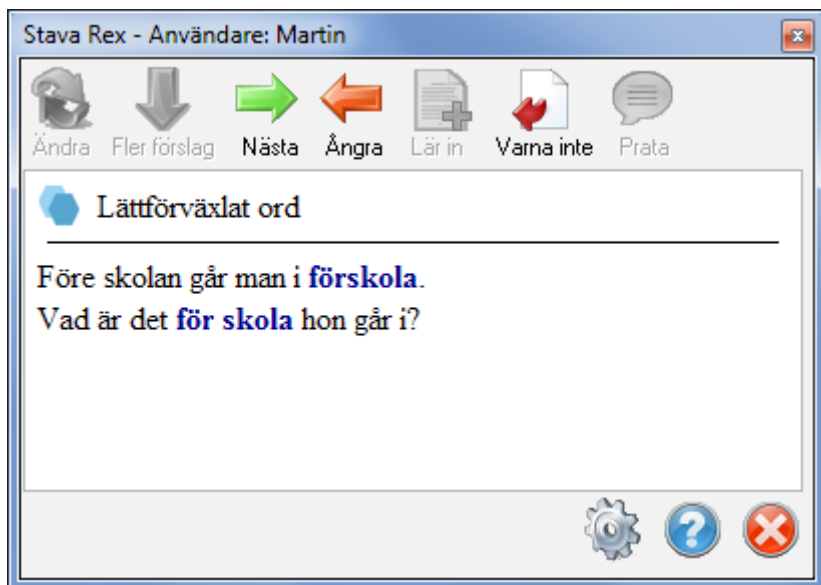 Stava Rex - Användare: Martin
Ändra Fler förslag Nästa Ångra Lär in Varna inte Prata
Lättförväxlat ord
Före skolan går man i förskola.
Vad är det för skola hon går i?